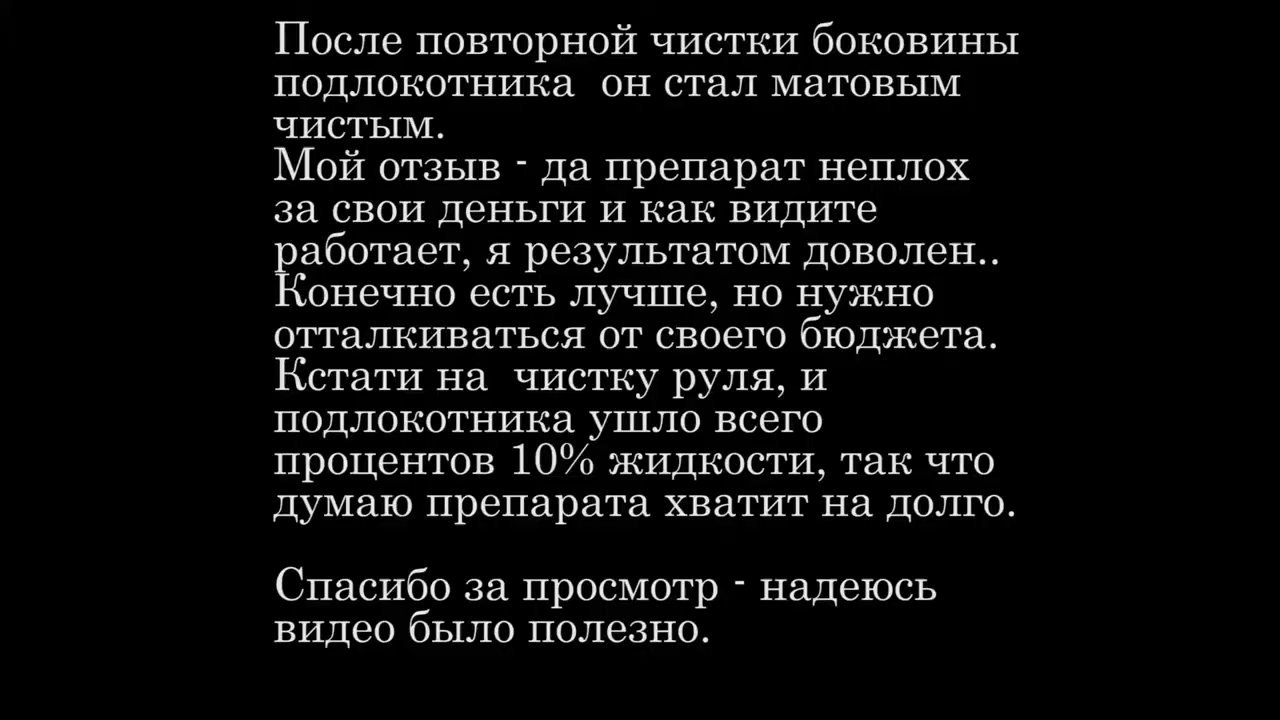 После повторной чистки боковины
подлокотника  он стал матовым
чистым.
Мой отзыв - да препарат неплох
за свои деньги и как видите
работает, я результатом доволен..
Конечно есть лучше, но нужно
отталкиваться от своего бюджета.
Кстати на  чистку руля, и
подлокотника ушло всего
процентов 10% жидкости, так что
думаю препарата хватит на долго.
Спасибо за просмотр - надеюсь
видео было полезно.